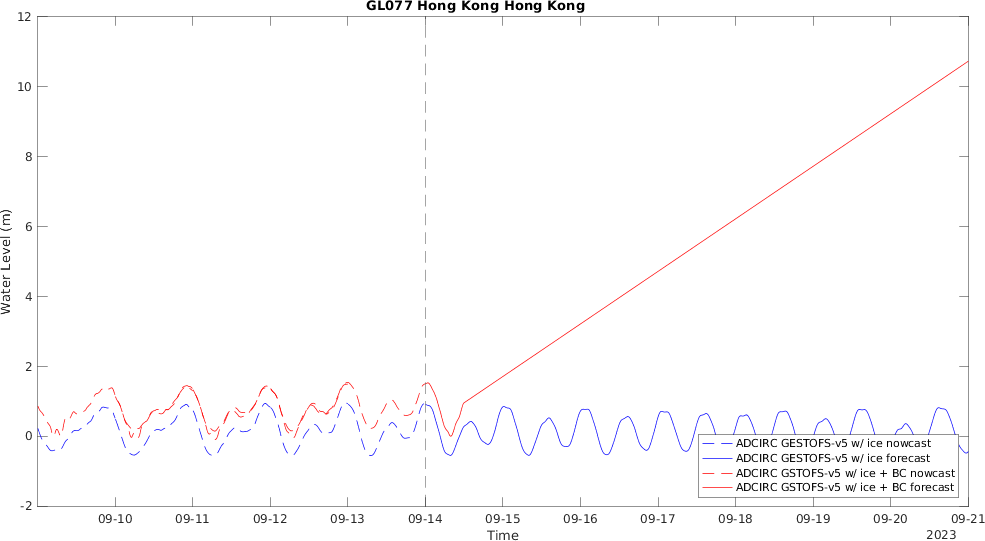 GL077 Hong Kong Hong Kong
12
10
8
6
4
2
0
-2
Water Level (m)
ADCIRC GESTOFS-v5 w/ ice nowcast
ADCIRC GESTOFS-v5 w/ ice forecast
ADCIRC GSTOFS-v5 w/ ice + BC nowcast
ADCIRC GSTOFS-v5 w/ ice + BC forecast
09-10 09-11 09-12 09-13 09-14 09-15 09-16 09-17 09-18 09-19 09-20 09-21
Time
2023